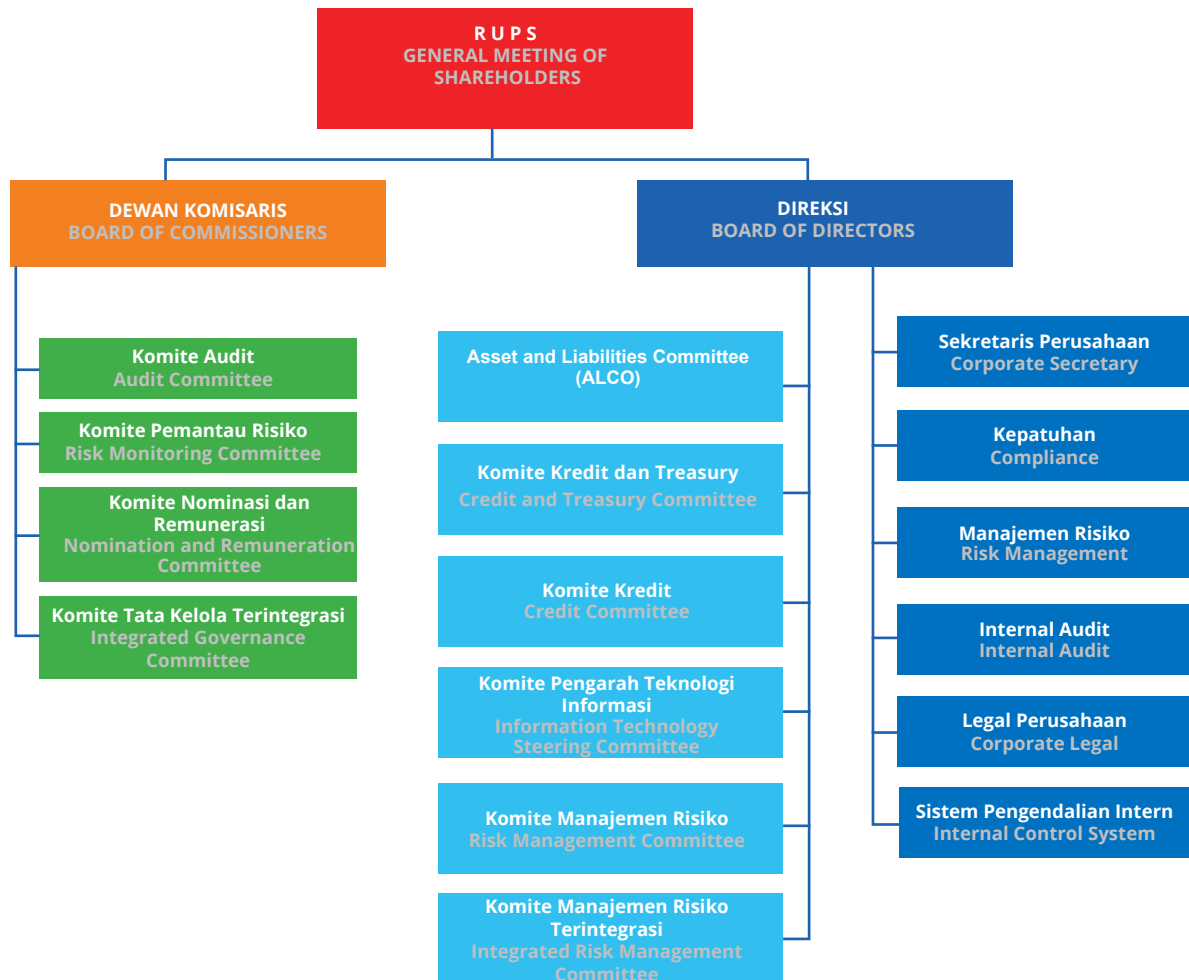 R U P S
GENERAL MEETING OF
SHAREHOLDERS
DEWAN KOMISARIS
BOARD OF COMMISSIONERS
DIREKSI
BOARD OF DIRECTORS
Komite Audit
Audit Committee
Komite Pemantau Risiko
Risk Monitoring Committee
Komite Nominasi dan
Remunerasi
Nomination and Remuneration
Committee
Komite Tata Kelola Terintegrasi
Integrated Governance
Committee
Asset and Liabilities Committee
(ALCO)
Komite Kredit dan Treasury
Credit and Treasury Committee
Komite Kredit
Credit Committee
Komite Pengarah Teknologi
Informasi
Information Technology
Steering Committee
Komite Manajemen Risiko
Risk Management Committee
Komite Manajemen Risiko
Terintegrasi
Integrated Risk Management
Committee
Sekretaris Perusahaan
Corporate Secretary
Kepatuhan
Compliance
Manajemen Risiko
Risk Management
Internal Audit
Internal Audit
Legal Perusahaan
Corporate Legal
Sistem Pengendalian Intern
Internal Control System